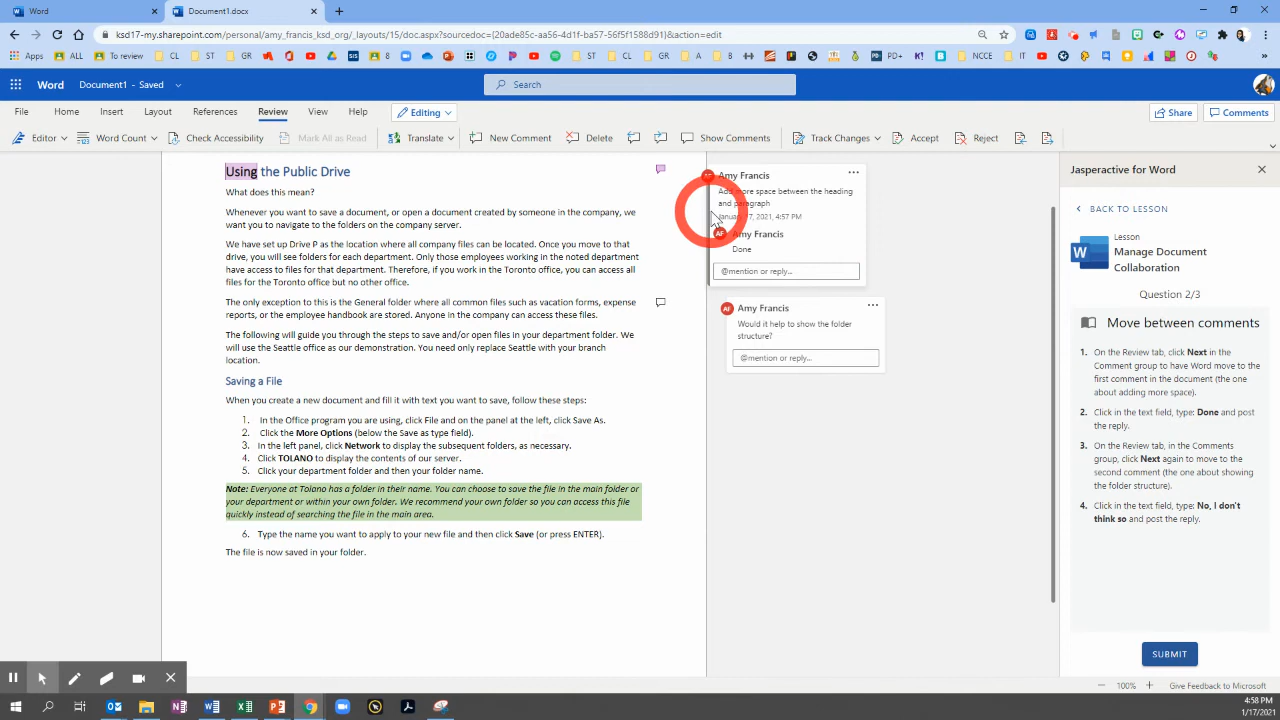 Word
Document1.docx
ksd17-my.sharepoint.com/personal/amy_francis_ksd_org/_layouts/15/doc.aspx?sourcedoc={20ade85c-aa56-4d1f-ba57-56f5f1588d91}&action=edit
ALL To review CL ST GR ST CL GR A B PD+ NCCE IT
Word Document1 - Saved Search
File Home Insert Layout References Review View Help Editing Share Comments
Editor Word Count Check Accessibility Mark All as Read Translate New Comment Delete Show Comments Track Changes Accept Reject
Using the Public Drive
What does this mean?
Whenever you want to save a document, or open a document created by someone in the company, we
want you to navigate to the folders on the company server.
We have set up Drive P as the location where all company files can be located. Once you move to that
drive, you will see folders for each department. Only those employees working in the noted department
have access to files for that department. Therefore, if you work in the Toronto office, you can access all
files for the Toronto office but no other office.
The only exception to this is the General folder where all common files such as vacation forms, expense
reports, or the employee handbook are stored. Anyone in the company can access these files.
The following will guide you through the steps to save and/or open files in your department folder. We
will use the Seattle office as our demonstration. You need only replace Seattle with your branch
location.
Saving a File
When you create a new document and fill it with text you want to save, follow these steps:
1. In the Office program you are using, click File and on the panel at the left, click Save As.
2. Click the More Options (below the Save as type field).
3. In the left panel, click Network to display the subsequent folders, as necessary.
4. Click TOLANO to display the contents of our server.
5. Click your department folder and then your folder name.
Note: Everyone at Tolano has a folder in their name. You can choose to save the file in the main folder or
your department or within your own folder. We recommend your own folder so you can access this file
quickly instead of searching the file in the main area.
6. Type the name you want to apply to your new file and then click Save (or press ENTER).
The file is now saved in your folder.
AF Amy Francis
Add more space between the heading
and paragraph
January 17, 2021, 4:57 PM
AF Amy Francis
Done
@mention or reply...
AF Amy Francis
Would it help to show the folder
structure?
@mention or reply...
Jasperactive for Word
BACK TO LESSON
Lesson
Manage Document
Collaboration
Question 2/3
Move between comments
1. On the Review tab, click Next in the
Comment group to have Word move to the
first comment in the document (the one
about adding more space).
2. Click in the text field, type: Done and post
the reply.
3. On the Review tab, in the Comments
group, click Next again to move to the
second comment (the one about showing
the folder structure).
4. Click in the text field, type: No, I don't
think so and post the reply.
SUBMIT
100% Give Feedback to Microsoft
4:58 PM
1/17/2021